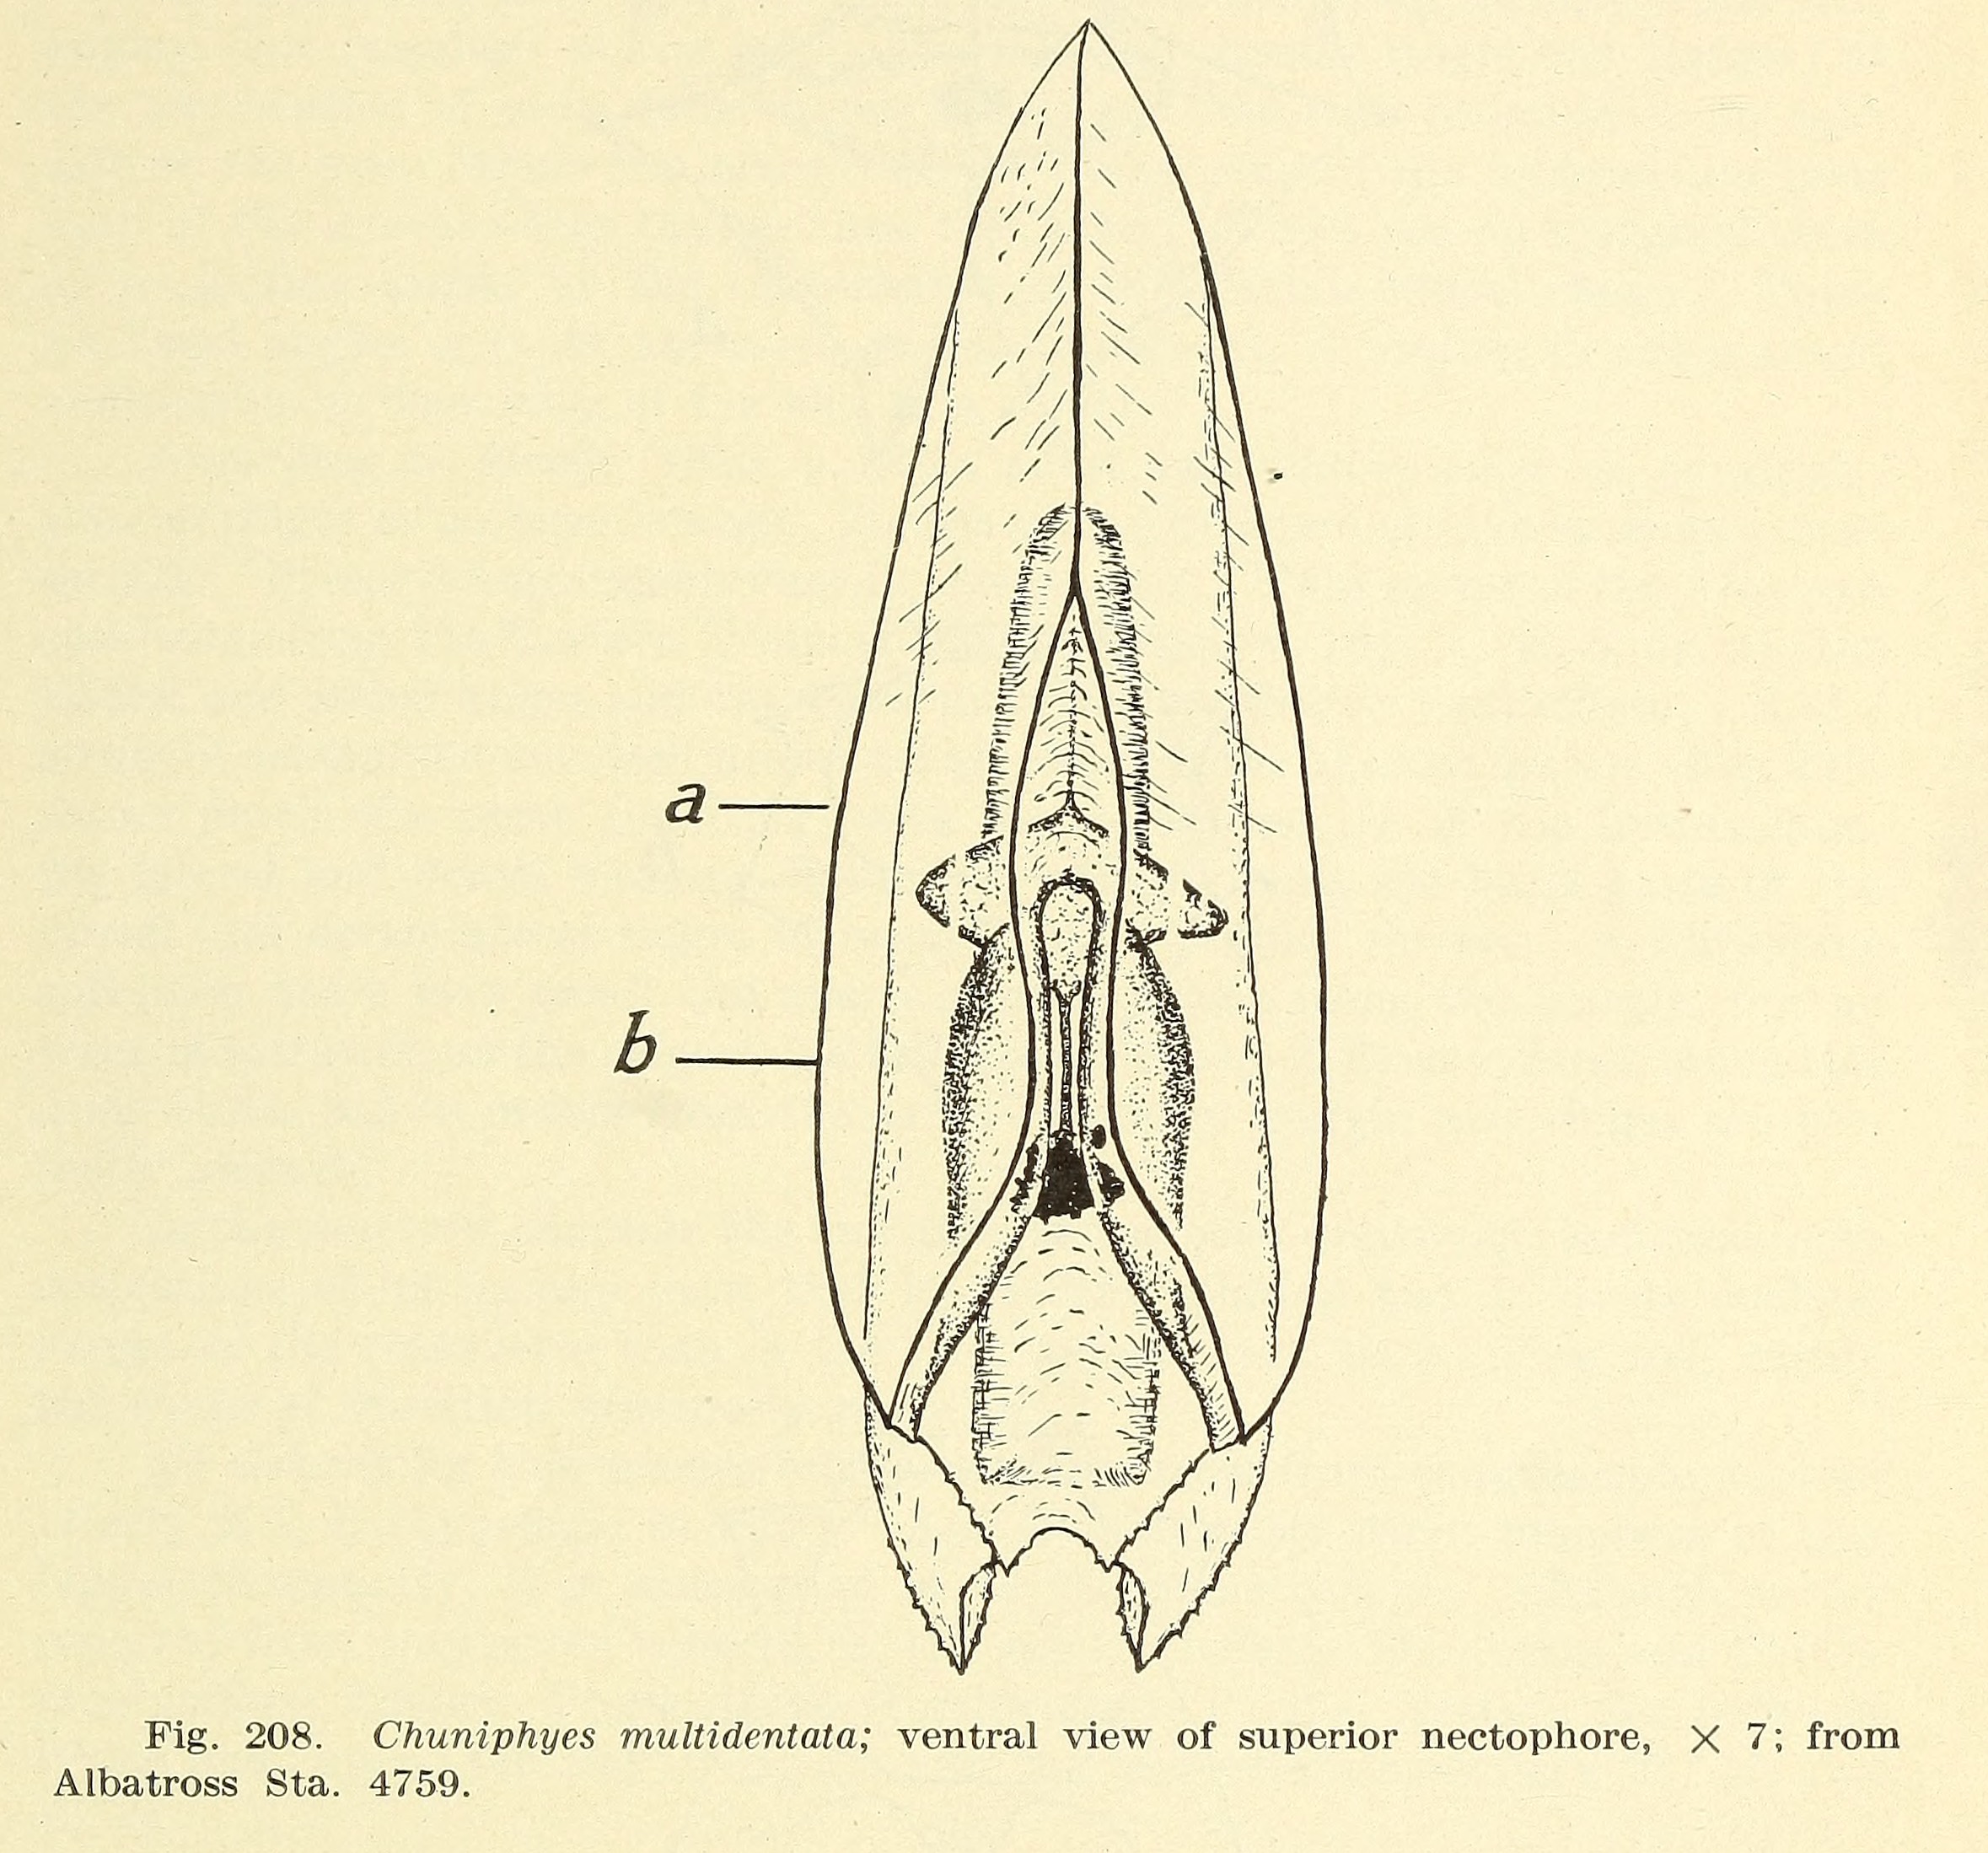 a
b
Fig. 208. Chuniphyes multidentata; ventral view of superior nectophore, × 7; from
Albatross Sta. 4759.